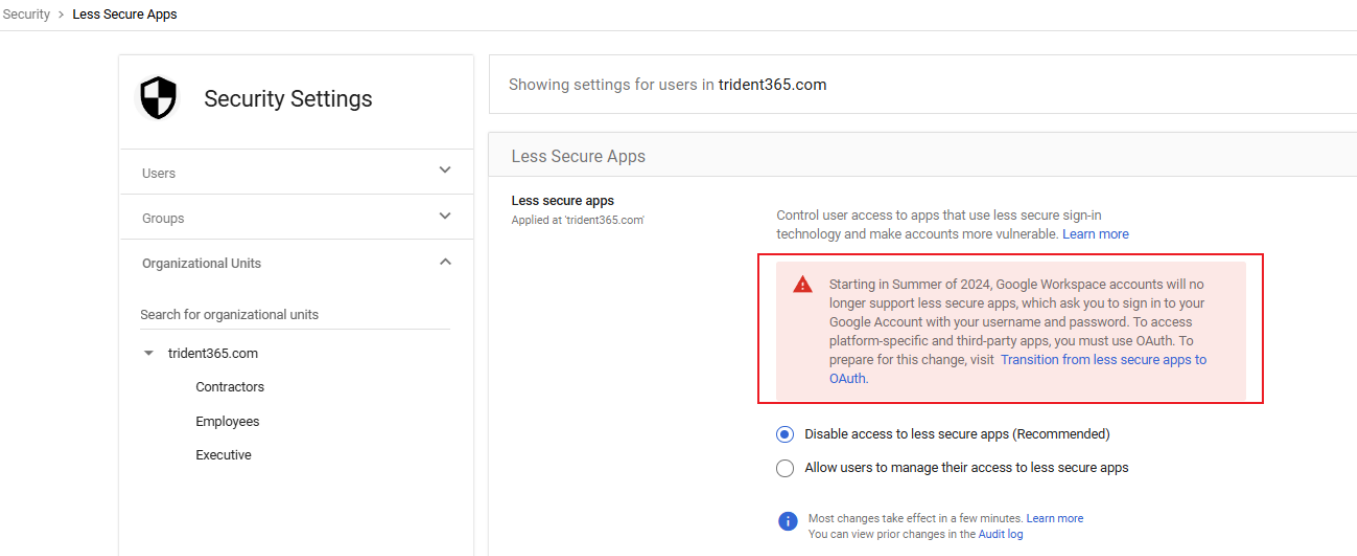 Security > Less Secure Apps
Security Settings
Users
Groups
Organizational Units
Search for organizational units
trident365.com
Contractors
Employees
Executive
Showing settings for users in trident365.com
Less Secure Apps
Less secure apps
Applied at 'trident365.com'
Control user access to apps that use less secure sign-in
technology and make accounts more vulnerable. Learn more
Starting in Summer of 2024, Google Workspace accounts will no
longer support less secure apps, which ask you to sign in to your
Google Account with your username and password. To access
platform-specific and third-party apps, you must use OAuth. To
prepare for this change, visit Transition from less secure apps to
OAuth.
Disable access to less secure apps (Recommended)
Allow users to manage their access to less secure apps
Most changes take effect in a few minutes. Learn more
You can view prior changes in the Audit log